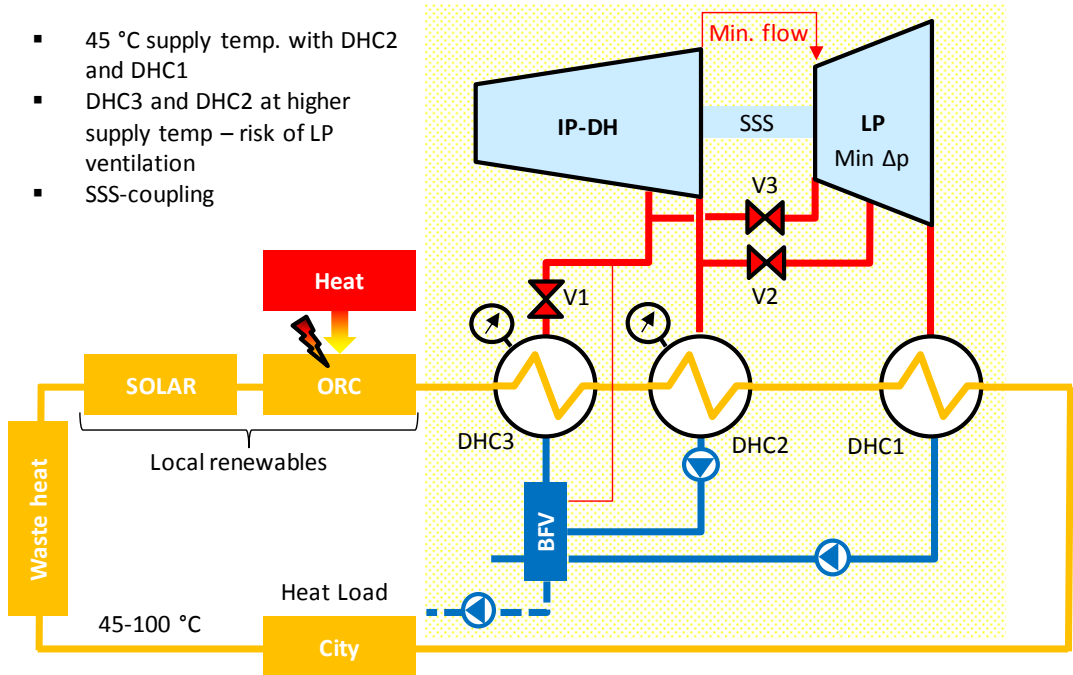 ▪ 45 °C supply temp. with DHC2
and DHC1
▪ DHC3 and DHC2 at higher
supply temp – risk of LP
ventilation
▪ SSS-coupling
Min. flow
IP-DH
SSS
LP
Min Δp
V3
V2
V1
Heat
SOLAR
ORC
DHC3
DHC2
DHC1
Local renewables
Waste heat
BFV
Heat Load
45-100 °C
City